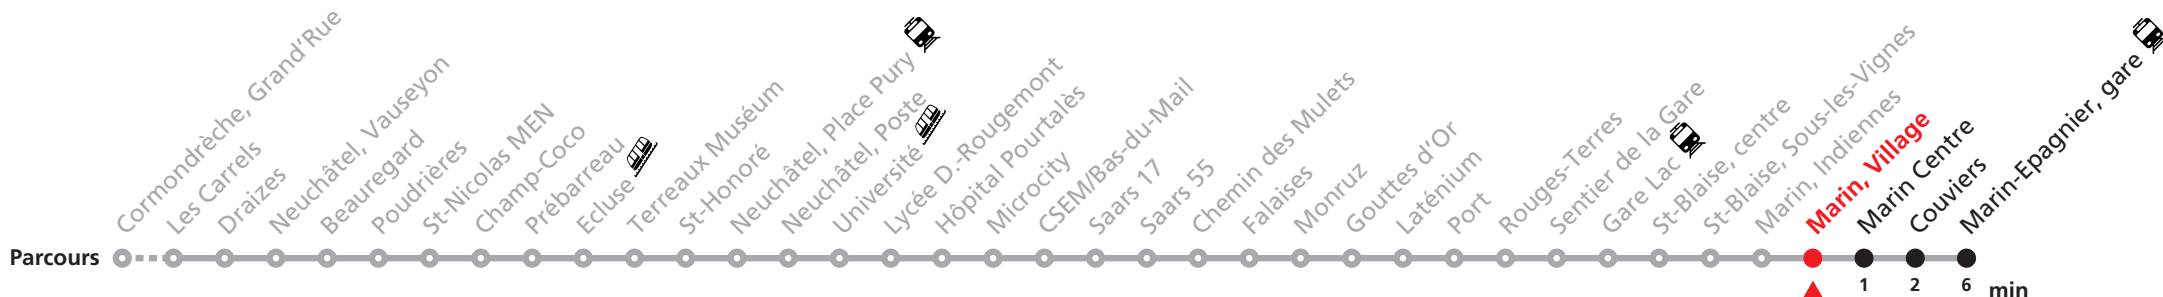 Parcours
Cormondrèche, Grand'Rue
Les Carrels
Draizes
Neuchâtel, Vauseyon
Beauregard
Poudrières
St-Nicolas MEN
Champ-Coco
Prébarreau
Ecluse
Terreaux Muséum
St-Honoré
Neuchâtel, Place Pury
Neuchâtel, Poste
Université
Lycée D.-Rougemont
Hôpital Pourtalès
Microcity
CSEM/Bas-du-Mail
Saars 17
Saars 55
Chemin des Mulets
Falaises
Monruz
Gouttes d'Or
Laténium
Port
Rouges-Terres
Sentier de la Gare
Gare Lac
St-Blaise, centre
St-Blaise, Sous-les-Vignes
Marin, Indiennes
Marin, Village
Marin Centre
Couviers
Marin-Epagnier, gare
1 2 6 min